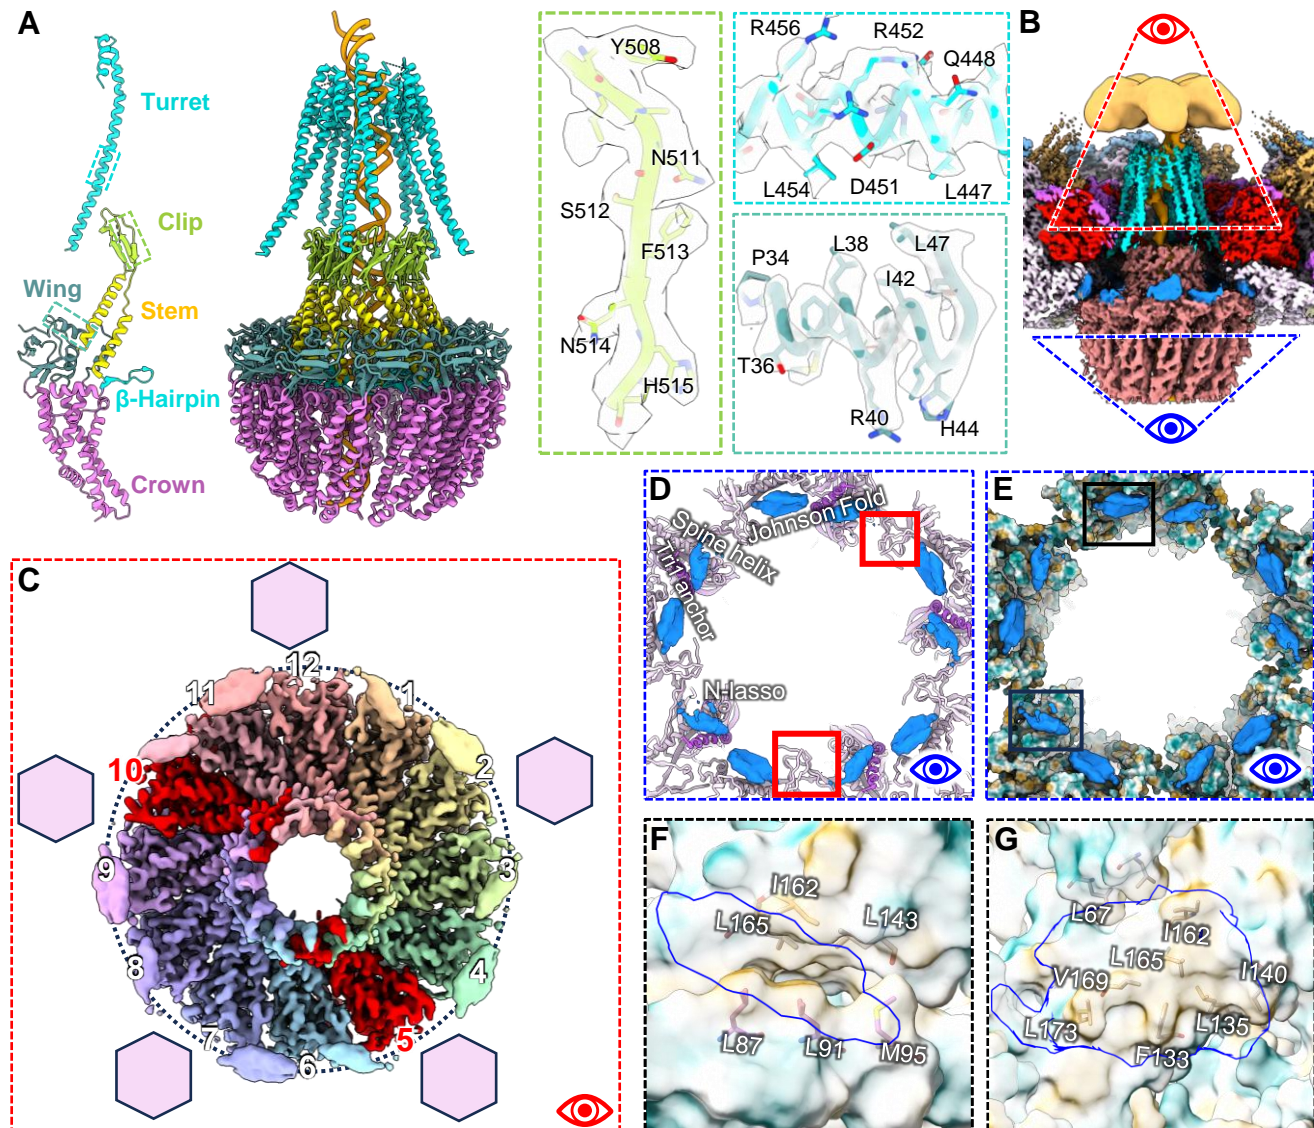 A
Turret
Clip
Wing
Stem
β-Hairpin
Crown
Y508
N511
S512
F513
N514
H515
R456
R452
Q448
L454
D451
L447
P34
L38
L47
I42
T36
R40
H44
B
C
12
11
1
10
2
9
3
8
4
7
6
5
D
Johnson Fold
Spine helix
Tri1 anchor
N-lasso
E
F
I162
L165
L143
L87
L91
M95
G
L67
I162
L165
V169
I140
L173
L135
F133